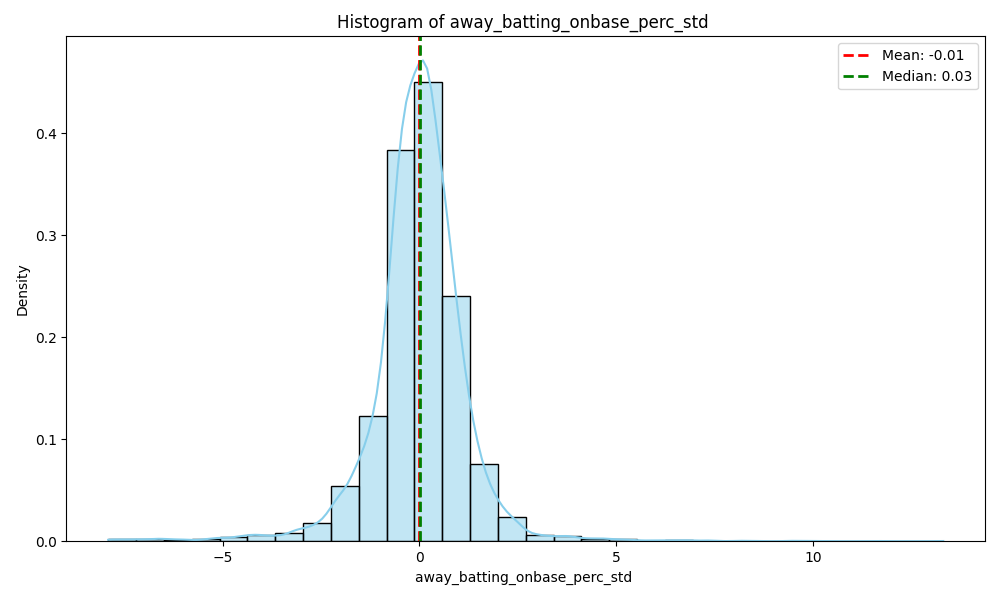 Histogram of away_batting_onbase_perc_std
Mean: -0.01
Median: 0.03
Density
0.4
0.3
0.2
0.1
0.0
−5
0
5
10
away_batting_onbase_perc_std